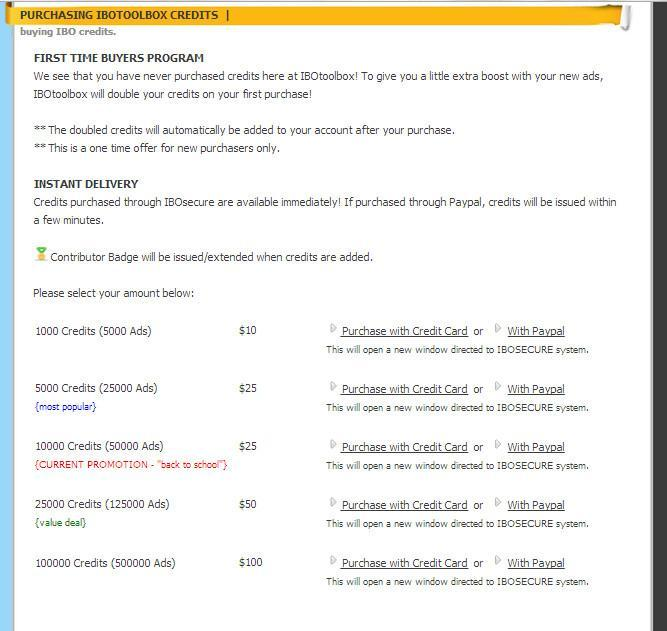 PURCHASING IBOTOOLBOX CREDITS |
buying IBO credits.
FIRST TIME BUYERS PROGRAM
We see that you have never purchased credits here at IBOtoolbox! To give you a little extra boost with your new ads,
IBOtoolbox will double your credits on your first purchase!
** The doubled credits will automatically be added to your account after your purchase.
** This is a one time offer for new purchasers only.
INSTANT DELIVERY
Credits purchased through IBOsecure are available immediately! If purchased through Paypal, credits will be issued within
a few minutes.
Contributor Badge will be issued/extended when credits are added.
Please select your amount below:
1000 Credits (5000 Ads) $10 Purchase with Credit Card or With Paypal
This will open a new window directed to IBOSECURE system.
5000 Credits (25000 Ads) $25 Purchase with Credit Card or With Paypal
{most popular} This will open a new window directed to IBOSECURE system.
10000 Credits (50000 Ads) $25 Purchase with Credit Card or With Paypal
{CURRENT PROMOTION - "back to school"} This will open a new window directed to IBOSECURE system.
25000 Credits (125000 Ads) $50 Purchase with Credit Card or With Paypal
{value deal} This will open a new window directed to IBOSECURE system.
100000 Credits (500000 Ads) $100 Purchase with Credit Card or With Paypal
This will open a new window directed to IBOSECURE system.